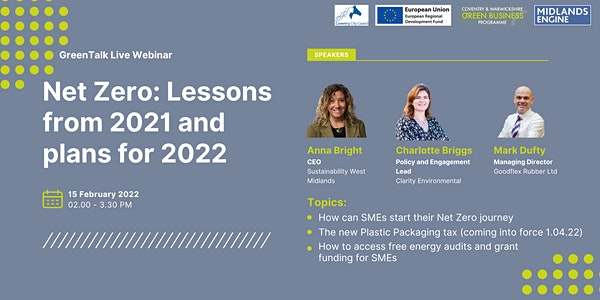 Coventry City Council
European Union
European Regional
Development Fund
COVENTRY & WARWICKSHIRE
GREEN BUSINESS
PROGRAMME
MIDLANDS
ENGINE
GreenTalk Live Webinar
Net Zero: Lessons
from 2021 and
plans for 2022
15 February 2022
02.00 - 3.30 PM
SPEAKERS
Anna Bright
CEO
Sustainability West
Midlands
Charlotte Briggs
Policy and Engagement
Lead
Clarity Environmental
Mark Dufty
Managing Director
Goodflex Rubber Ltd
Topics:
How can SMEs start their Net Zero journey
The new Plastic Packaging tax (coming into force 1.04.22)
How to access free energy audits and grant
funding for SMEs